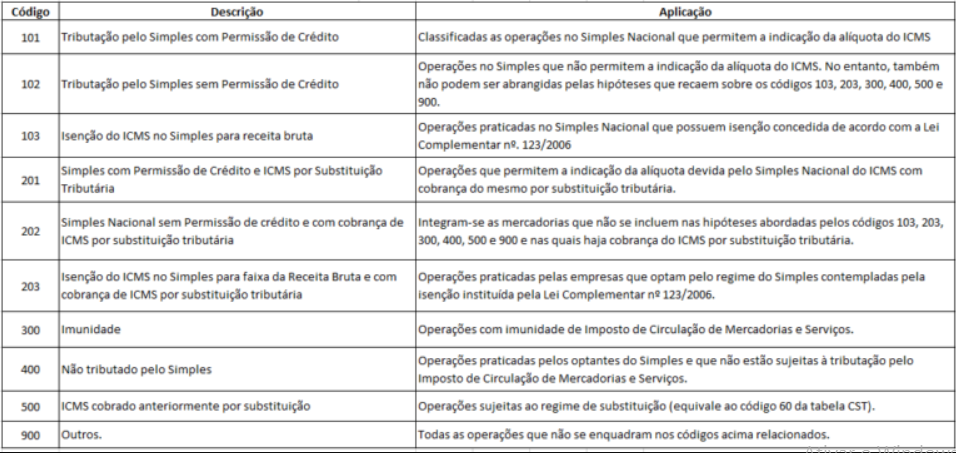 Código Descrição Aplicação
101 Tributação pelo Simples com Permissão de Crédito Classificadas as operações no Simples Nacional que permitem a indicação da alíquota do ICMS
102 Tributação pelo Simples sem Permissão de Crédito Operações no Simples que não permitem a indicação da alíquota do ICMS. No entanto, também
não podem ser abrangidas pelas hipóteses que recaem sobre os códigos 103, 203, 300, 400, 500 e
900.
103 Isenção do ICMS no Simples para receita bruta Operações praticadas no Simples Nacional que possuem isenção concedida de acordo com a Lei
Complementar nº. 123/2006
201 Simples com Permissão de Crédito e ICMS por Substituição
Tributária
Operações que permitem a indicação da alíquota devida pelo Simples Nacional do ICMS com
cobrança do mesmo por substituição tributária.
202 Simples Nacional sem Permissão de crédito e com cobrança de
ICMS por substituição tributária
Integram-se as mercadorias que não se incluem nas hipóteses abordadas pelos códigos 103, 203,
300, 400, 500 e 900 e nas quais haja cobrança do ICMS por substituição tributária.
203 Isenção do ICMS no Simples para faixa da Receita Bruta e com
cobrança de ICMS por substituição tributária
Operações praticadas pelas empresas que optam pelo regime do Simples contempladas pela
isenção instituída pela Lei Complementar nº 123/2006.
300 Imunidade Operações com imunidade de Imposto de Circulação de Mercadorias e Serviços.
400 Não tributado pelo Simples Operações praticadas pelos optantes do Simples e que não estão sujeitas à tributação pelo
Imposto de Circulação de Mercadorias e Serviços.
500 ICMS cobrado anteriormente por substituição Operações sujeitas ao regime de substituição (equivale ao código 60 da tabela CST).
900 Outros. Todas as operações que não se enquadram nos códigos acima relacionados.